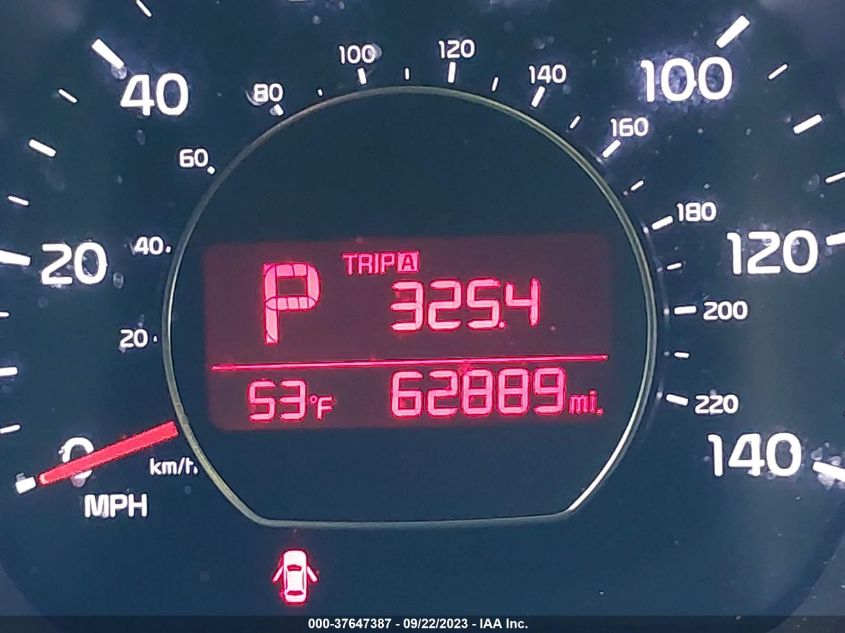 100 120
40 80 140 100
60 160
20 40 180 120
TRIP A
P 325.4
20 200
53°F 62889 mi.
220
0 km/h 140
MPH
000-37647387 - 09/22/2023 - IAA Inc.